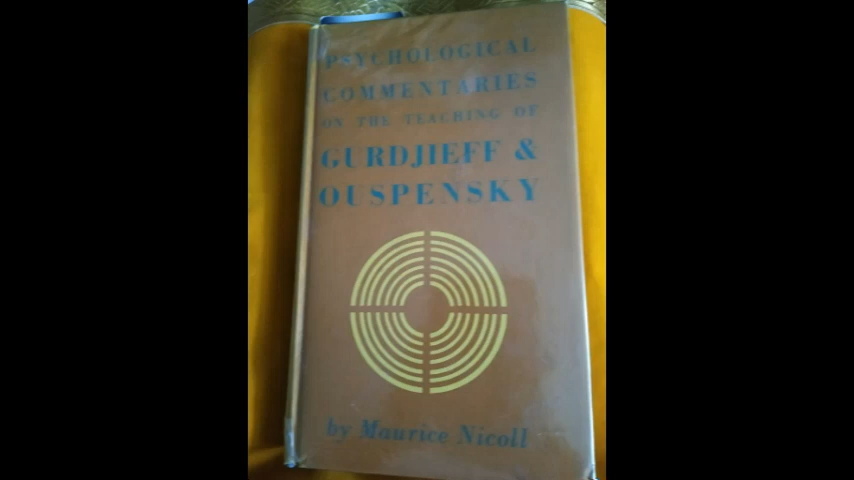 PSYCHOLOGICAL
COMMENTARIES
ON THE TEACHING OF
GURDJIEFF &
OUSPENSKY
by Maurice Nicoll